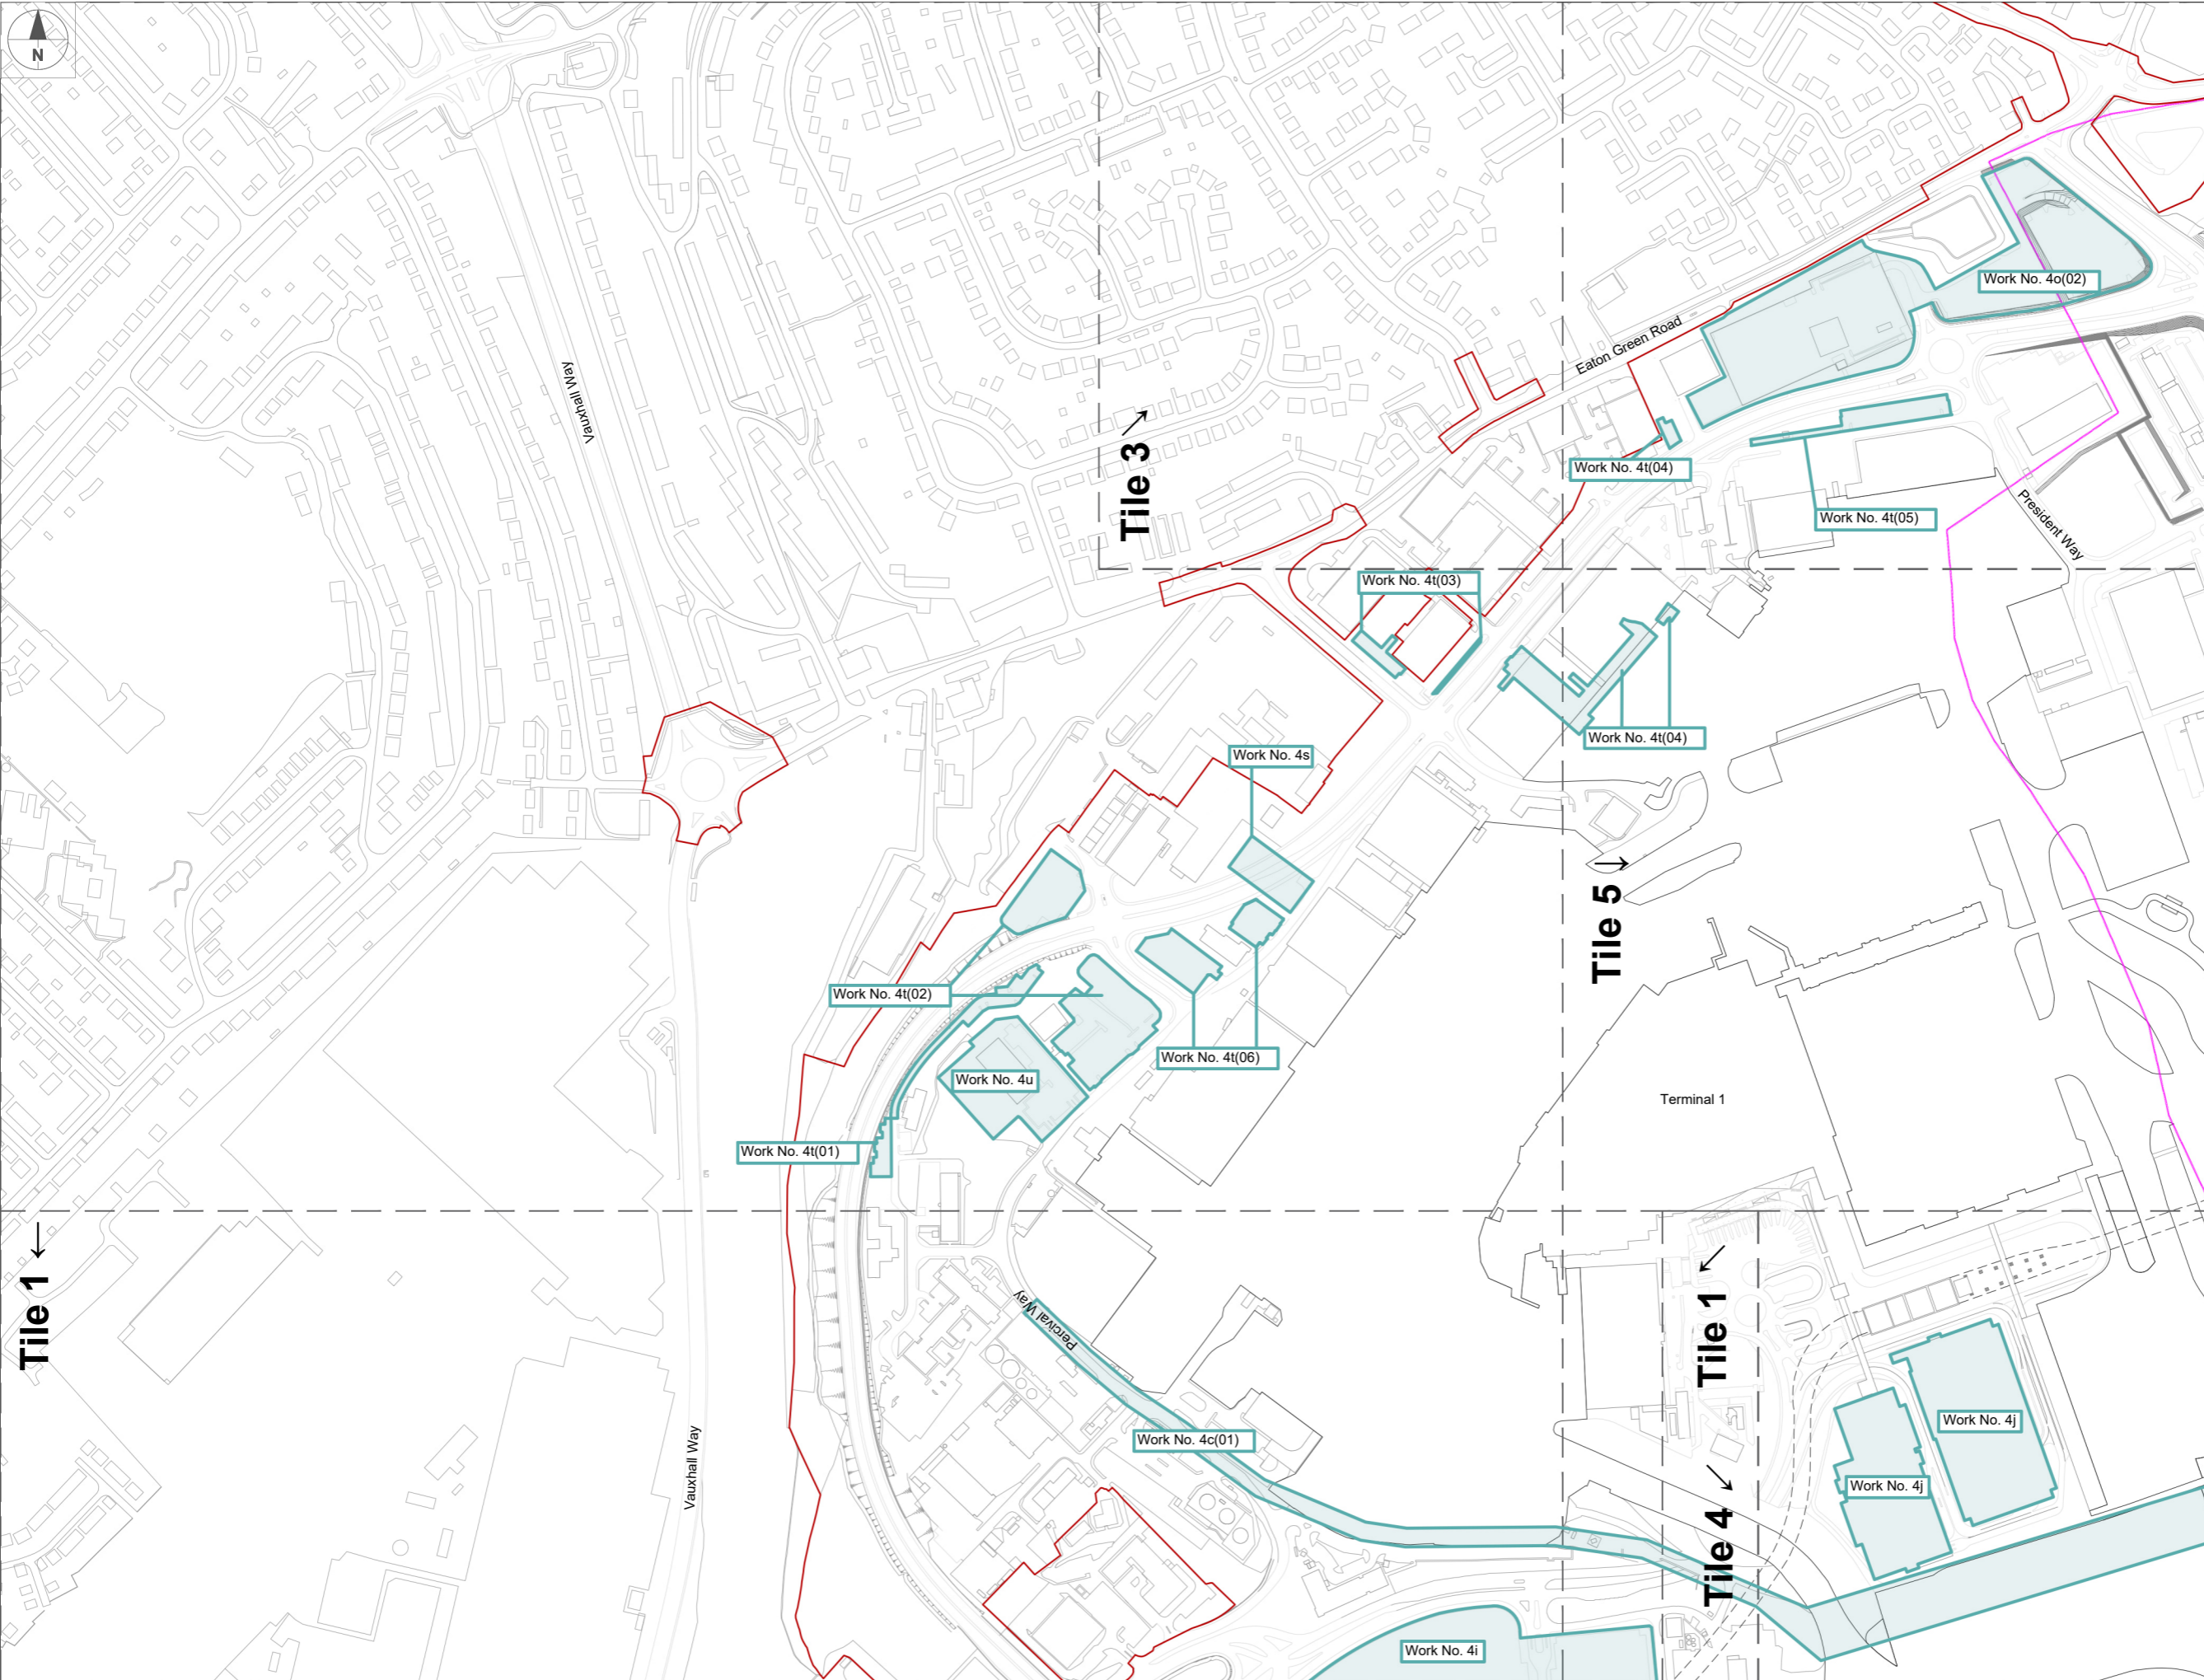 N
Vauxhall Way
Eaton Green Road
Work No. 4o(02)
Tile 3
Work No. 4t(04)
Work No. 4t(05)
President Way
Work No. 4t(03)
Work No. 4t(04)
Work No. 4s
Tile 5
Work No. 4t(02)
Work No. 4t(06)
Work No. 4u
Terminal 1
Work No. 4t(01)
Tile 1
Percival Way
Tile 1
Work No. 4j
Work No. 4c(01)
Vauxhall Way
Work No. 4j
Tile 4
Work No. 4i